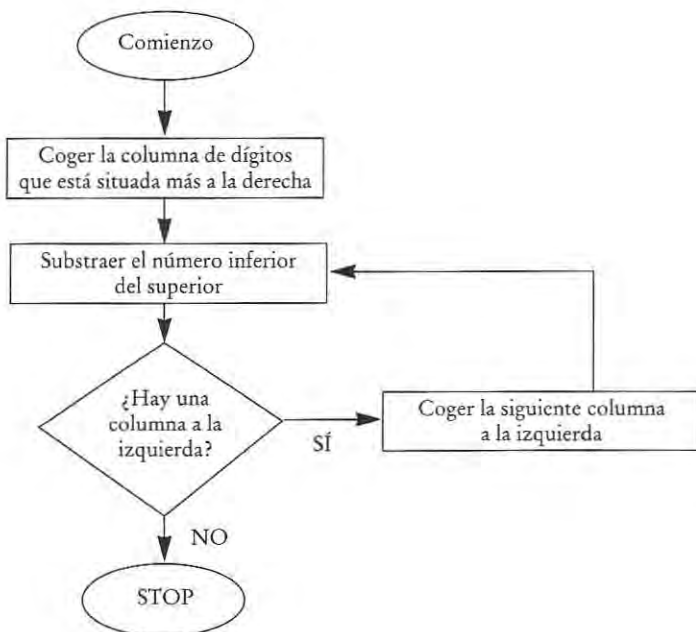 Comienzo
Coger la columna de dígitos
que está situada más a la derecha
Substraer el número inferior
del superior
¿Hay una
columna a la
izquierda?
SÍ
Coger la siguiente columna
a la izquierda
NO
STOP